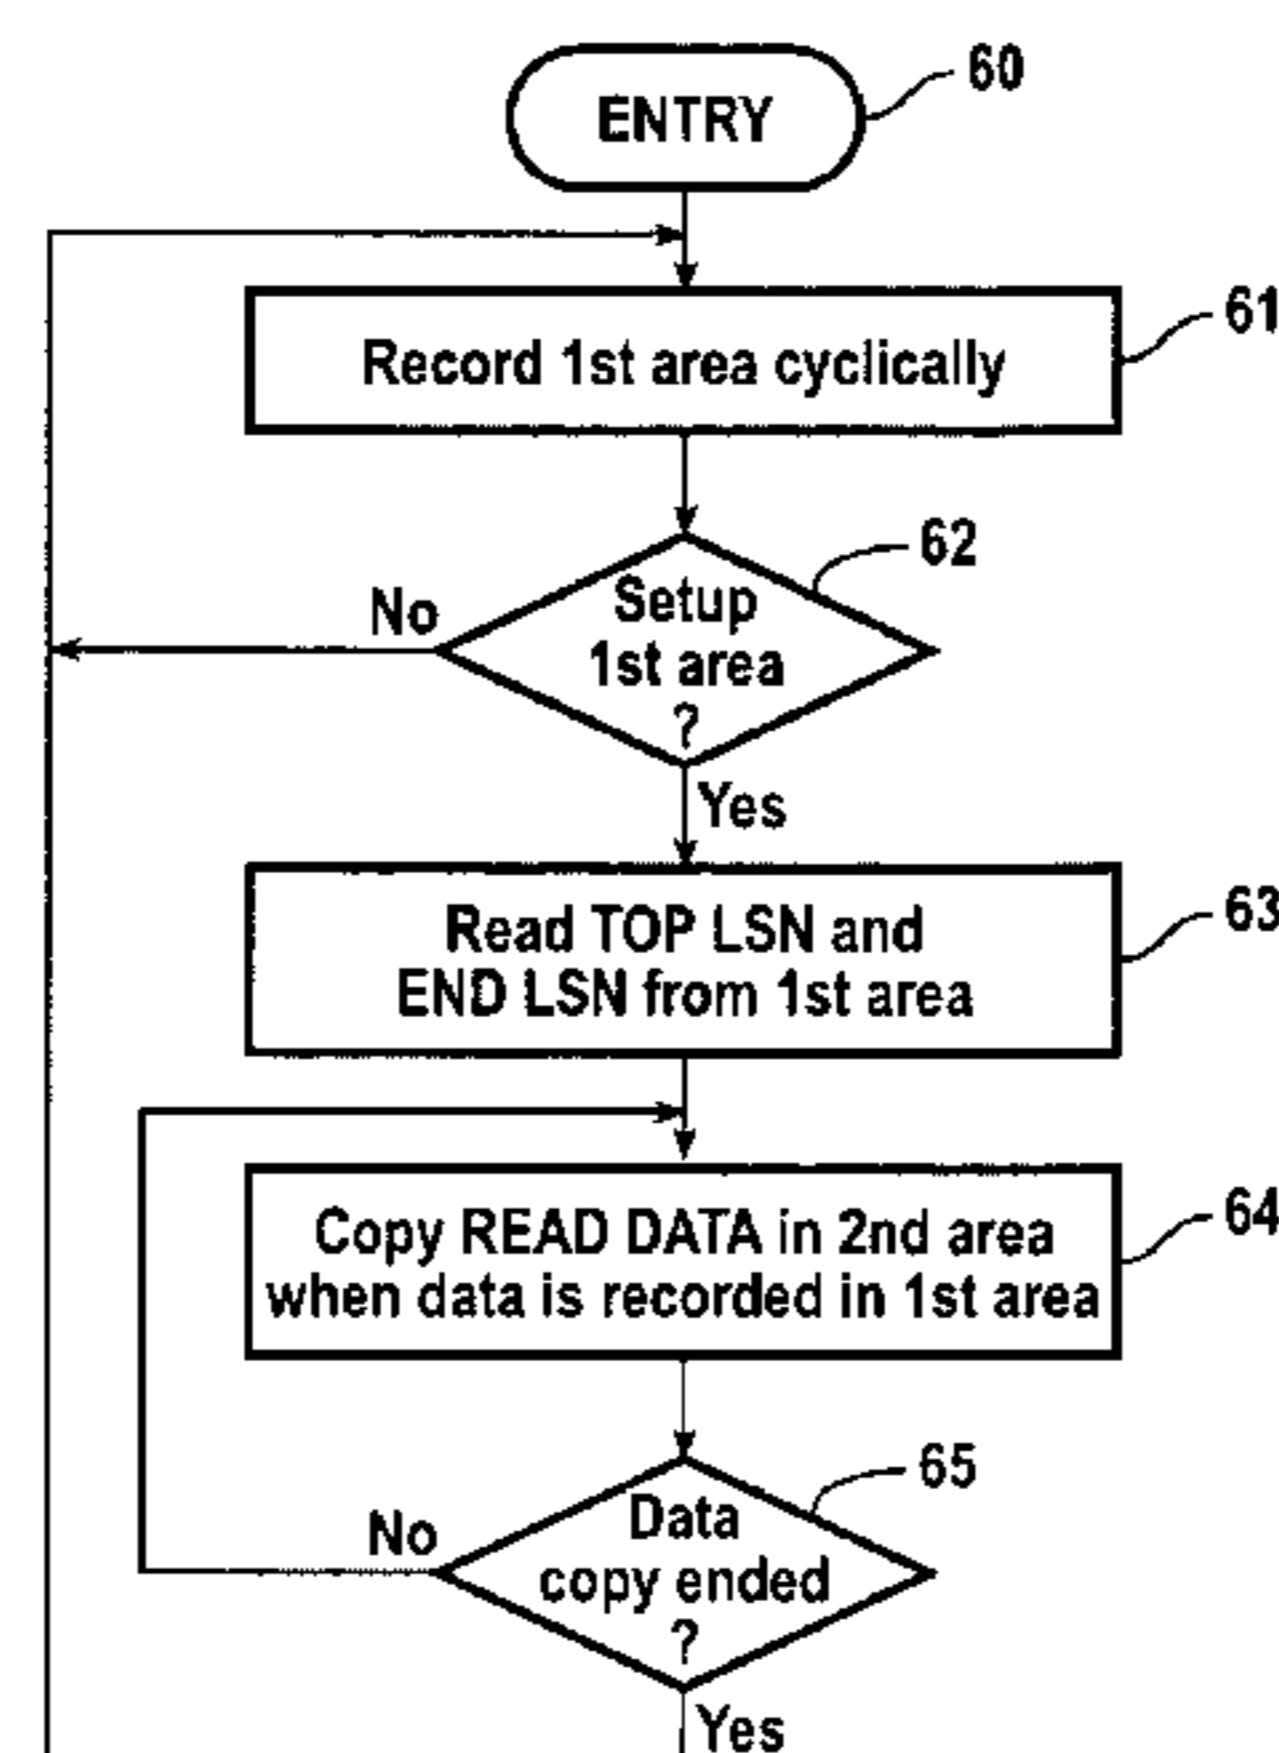 ENTRY
60
Record 1st area cyclically
61
Setup
1st area
?
62
No
Yes
Read TOP LSN and
END LSN from 1st area
63
Copy READ DATA in 2nd area
when data is recorded in 1st area
64
Data
copy ended
?
65
No
Yes